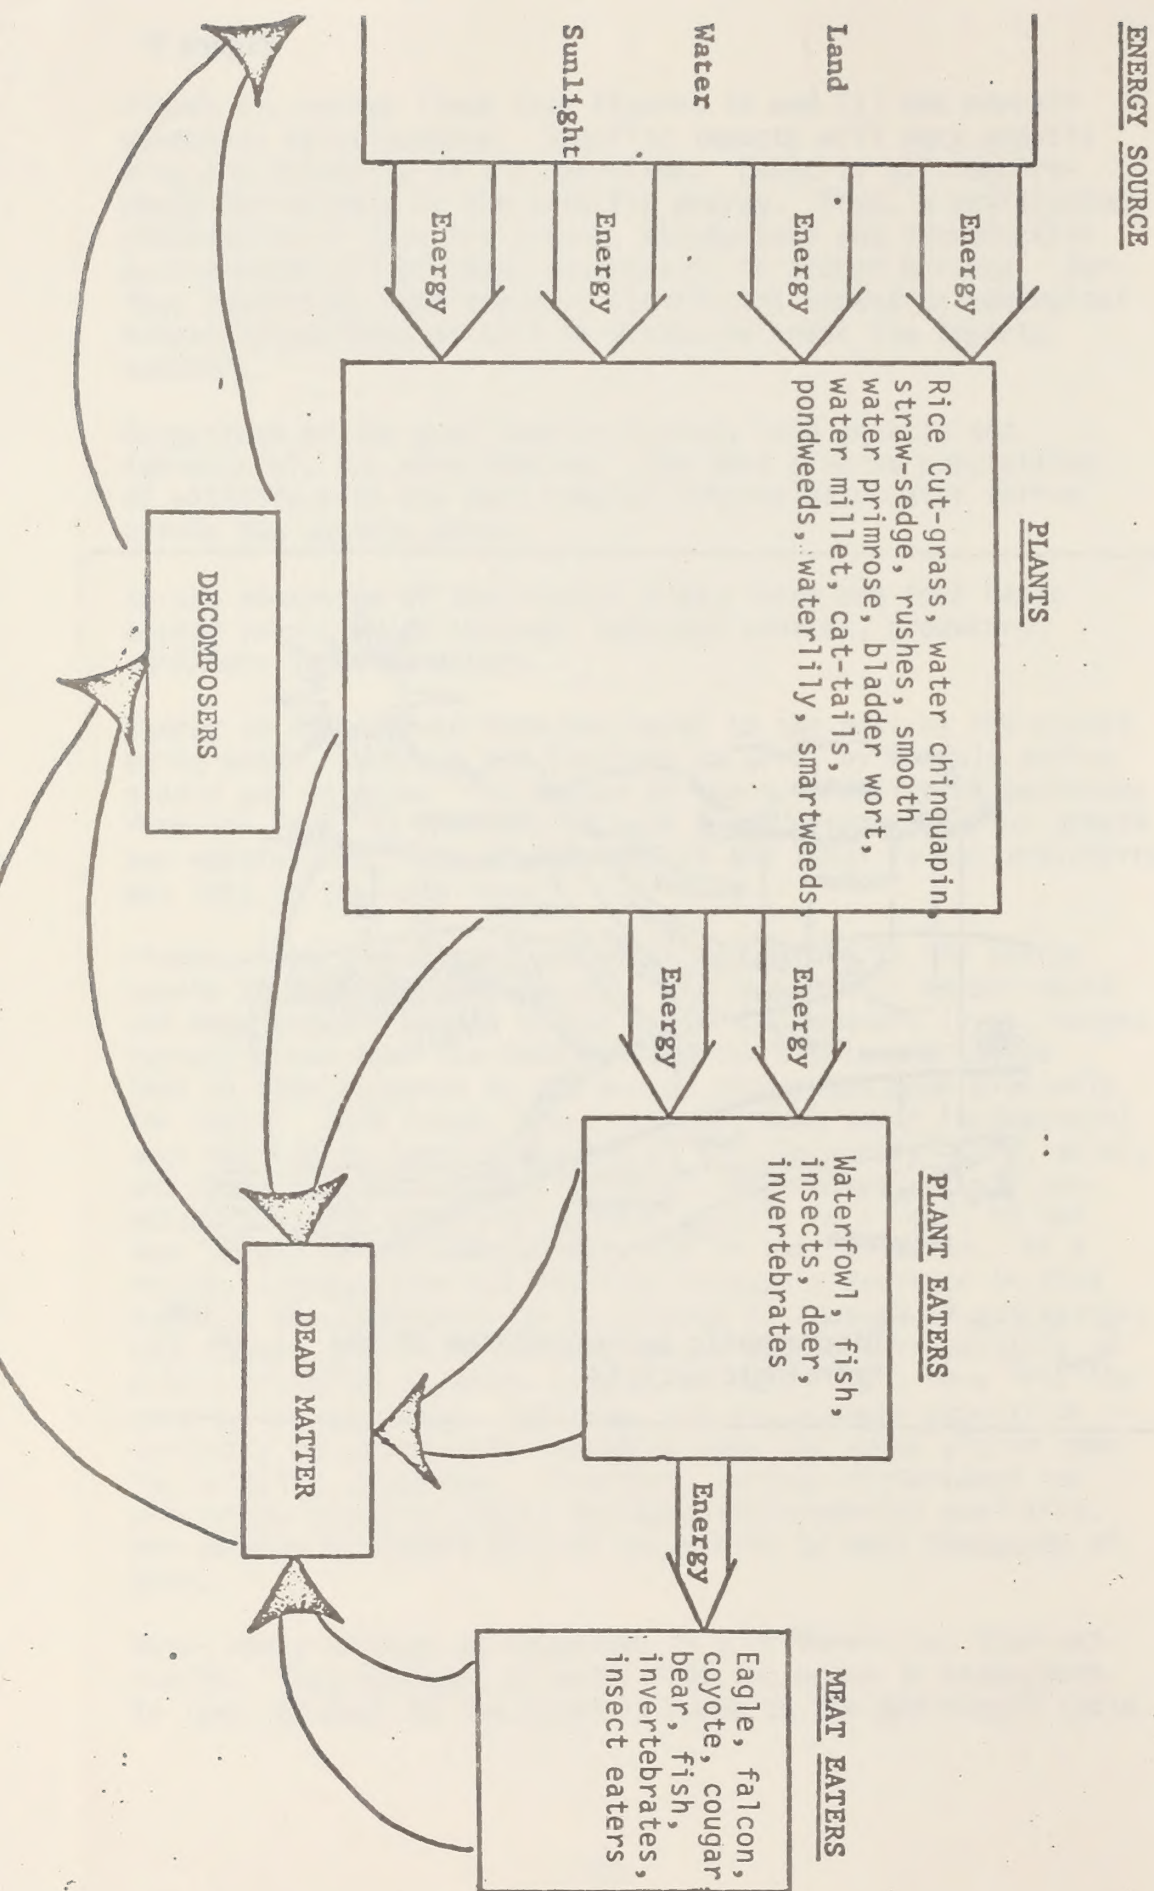 ENERGY SOURCE
Land
Water
Sunlight
Energy
Energy
Energy
Energy
PLANTS
Rice Cut-grass, water chinquapin,
straw-sedge, rushes, smooth
water primrose, bladder wort,
water millet, cat-tails,
pondweeds, waterlily, smartweeds
Energy
Energy
PLANT EATERS
Waterfowl, fish,
insects, deer,
invertebrates
Energy
MEAT EATERS
Eagle, falcon,
coyote, cougar,
bear, fish,
invertebrates,
insect eaters
DECOMPOSERS
DEAD MATTER